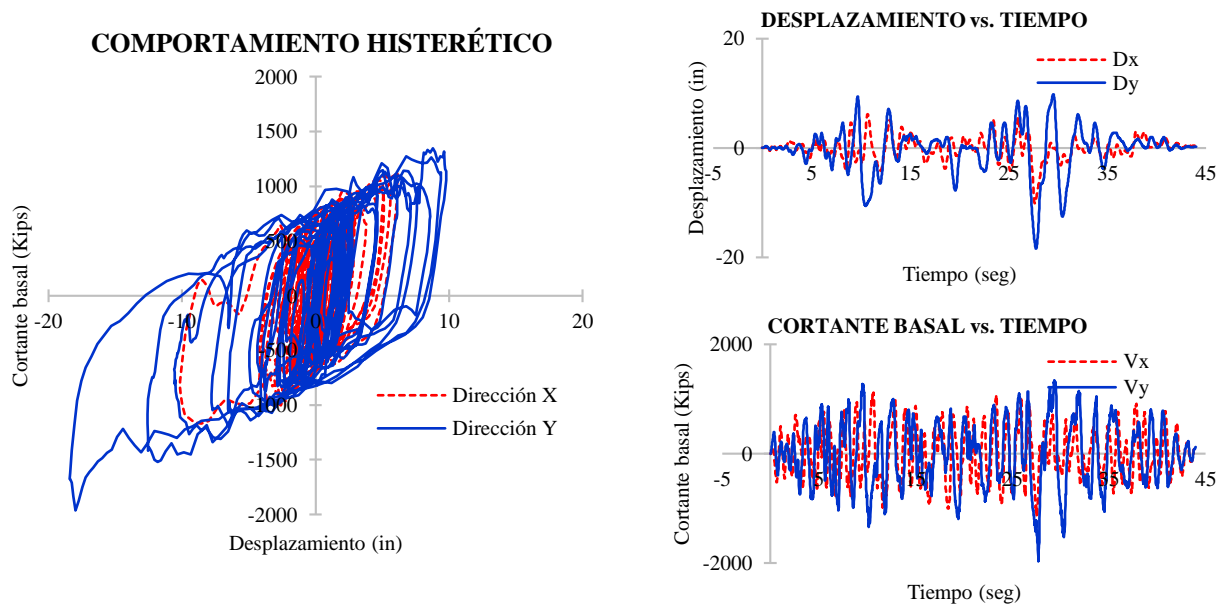 COMPORTAMIENTO HISTERÉTICO
2000
1500
1000
500
0
-500
-1000
-1500
-2000
-20
-10
0
10
20
Cortante basal (Kips)
Desplazamiento (in)
Dirección X
Dirección Y
DESPLAZAMIENTO vs. TIEMPO
20
0
-20
-5
5
15
25
35
45
Desplazamiento (in)
Tiempo (seg)
Dx
Dy
CORTANTE BASAL vs. TIEMPO
2000
0
-2000
-5
5
15
25
35
45
Cortante basal (Kips)
Tiempo (seg)
Vx
Vy